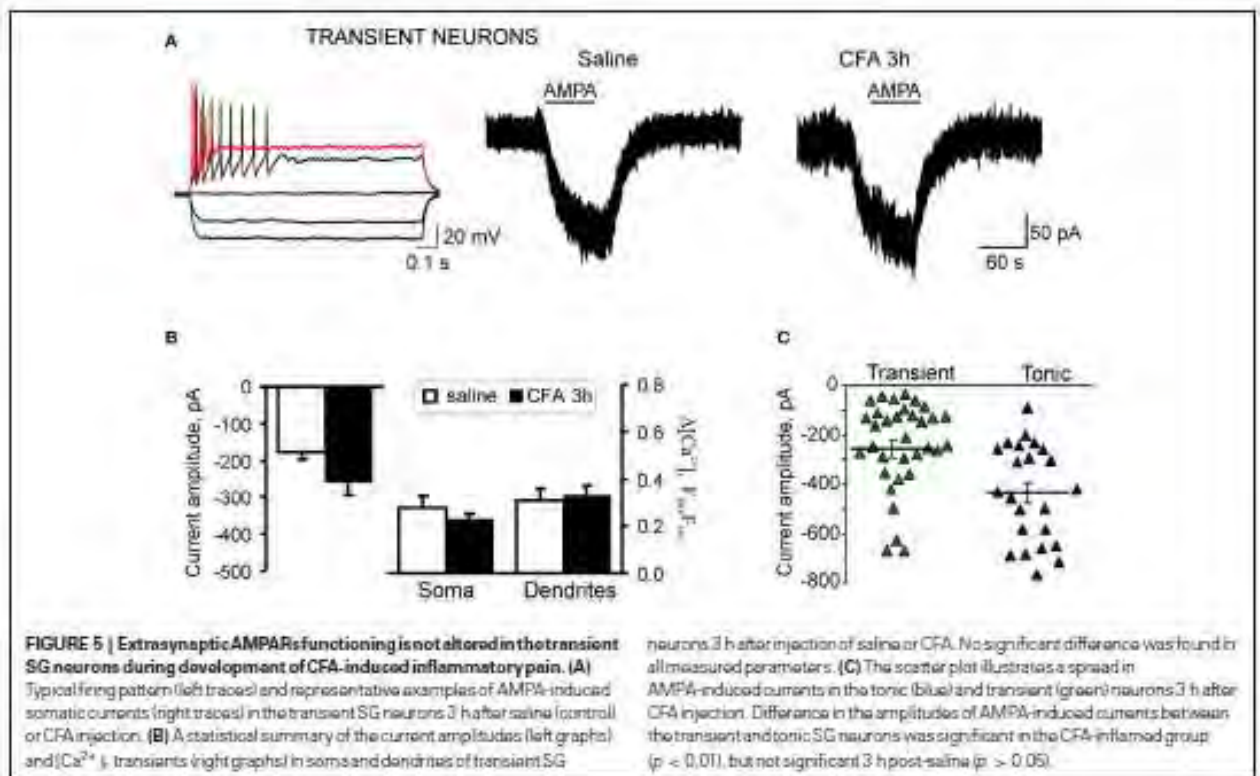 A
TRANSIENT NEURONS
Saline
CFA 3h
AMPA
AMPA
20 mV
0.1 s
50 pA
60 s
B
C
Current amplitude, pA
0
-100
-200
-300
-400
-500
saline CFA 3h
0.8
0.6
0.4
0.2
0.0
Soma Dendrites
Transient Tonic
Current amplitude, pA
0
-200
-400
-600
-800
FIGURE 5 | Extrasynaptic AMPARs functioning is not altered in the transient
SG neurons during development of CFA-induced inflammatory pain. (A)
Typical firing pattern (left traces) and representative examples of AMPA-induced
somatic currents (right traces) in the transient SG neurons 3 h after saline (control)
or CFA injection. (B) A statistical summary of the current amplitudes (left graphs)
and [Ca²⁺]ᵢ transients (right graphs) in soma and dendrites of transient SG
neurons 3 h after injection of saline or CFA. No significant difference was found in
all measured parameters. (C) The scatter plot illustrates a spread in
AMPA-induced currents in the tonic (blue) and transient (green) neurons 3 h after
CFA injection. Difference in the amplitudes of AMPA-induced currents between
the transient and tonic SG neurons was significant in the CFA-inflamed group
(p < 0.01), but not significant 3 h post-saline (p > 0.05).